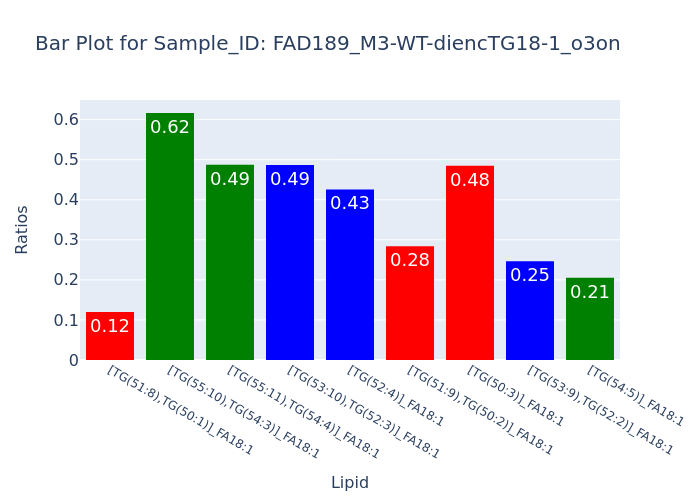 Bar Plot for Sample_ID: FAD189_M3-WT-diencTG18-1_o3on
Ratios
0.6
0.5
0.4
0.3
0.2
0.1
0
0.12
0.62
0.49
0.49
0.43
0.28
0.48
0.25
0.21
[TG(51:8),TG(50:1)]_FA18:1
[TG(55:10),TG(54:3)]_FA18:1
[TG(55:11),TG(54:4)]_FA18:1
[TG(53:10),TG(52:3)]_FA18:1
[TG(52:4)]_FA18:1
[TG(51:9),TG(50:2)]_FA18:1
[TG(50:3)]_FA18:1
[TG(53:9),TG(52:2)]_FA18:1
[TG(54:5)]_FA18:1
Lipid